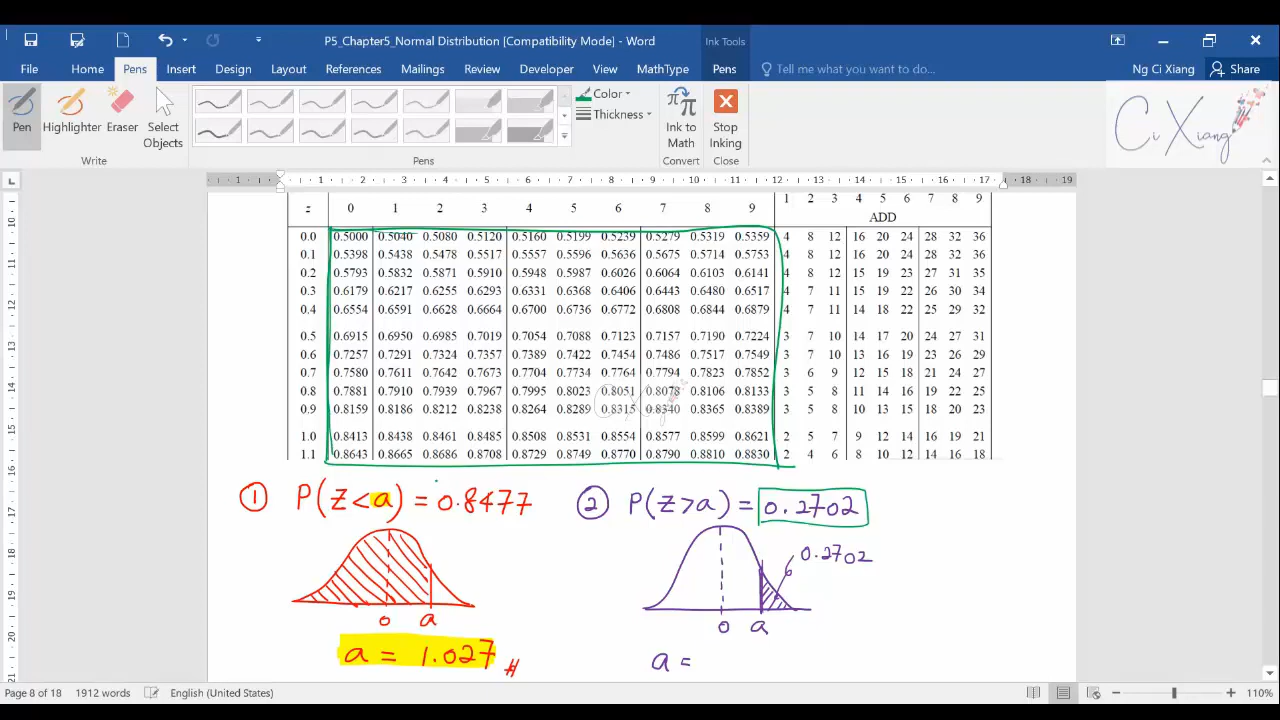 P5_Chapter5_Normal Distribution [Compatibility Mode] - Word
Ink Tools
File Home Pens Insert Design Layout References Mailings Review Developer View MathType Pens Tell me what you want to do... Ng Ci Xiang Share
Pen Highlighter Eraser Select Objects
Color
Thickness
Ink to Math
Stop Inking
Write Pens Convert Close
Ci Xiang
1 1 2 3 4 5 6 7 8 9 10 11 12 13 14 15 16 17 18 19
z 0 1 2 3 4 5 6 7 8 9 1 2 3 4 5 6 7 8 9
ADD
0.0 0.5000 0.5040 0.5080 0.5120 0.5160 0.5199 0.5239 0.5279 0.5319 0.5359 4 8 12 16 20 24 28 32 36
0.1 0.5398 0.5438 0.5478 0.5517 0.5557 0.5596 0.5636 0.5675 0.5714 0.5753 4 8 12 16 20 24 28 32 36
0.2 0.5793 0.5832 0.5871 0.5910 0.5948 0.5987 0.6026 0.6064 0.6103 0.6141 4 8 12 15 19 23 27 31 35
0.3 0.6179 0.6217 0.6255 0.6293 0.6331 0.6368 0.6406 0.6443 0.6480 0.6517 4 7 11 15 19 22 26 30 34
0.4 0.6554 0.6591 0.6628 0.6664 0.6700 0.6736 0.6772 0.6808 0.6844 0.6879 4 7 11 14 18 22 25 29 32
0.5 0.6915 0.6950 0.6985 0.7019 0.7054 0.7088 0.7123 0.7157 0.7190 0.7224 3 7 10 14 17 20 24 27 31
0.6 0.7257 0.7291 0.7324 0.7357 0.7389 0.7422 0.7454 0.7486 0.7517 0.7549 3 7 10 13 16 19 23 26 29
0.7 0.7580 0.7611 0.7642 0.7673 0.7704 0.7734 0.7764 0.7794 0.7823 0.7852 3 6 9 12 15 18 21 24 27
0.8 0.7881 0.7910 0.7939 0.7967 0.7995 0.8023 0.8051 0.8078 0.8106 0.8133 3 5 8 11 14 16 19 22 25
0.9 0.8159 0.8186 0.8212 0.8238 0.8264 0.8289 0.8315 0.8340 0.8365 0.8389 3 5 8 10 13 15 18 20 23
1.0 0.8413 0.8438 0.8461 0.8485 0.8508 0.8531 0.8554 0.8577 0.8599 0.8621 2 5 7 9 12 14 16 19 21
1.1 0.8643 0.8665 0.8686 0.8708 0.8729 0.8749 0.8770 0.8790 0.8810 0.8830 2 4 6 8 10 12 14 16 18
① P(Z<a) = 0.8477
② P(Z>a) = 0.2702
0.2702
0 a
0 a
a = 1.027 #
a =
Page 8 of 18 1912 words English (United States) 110%